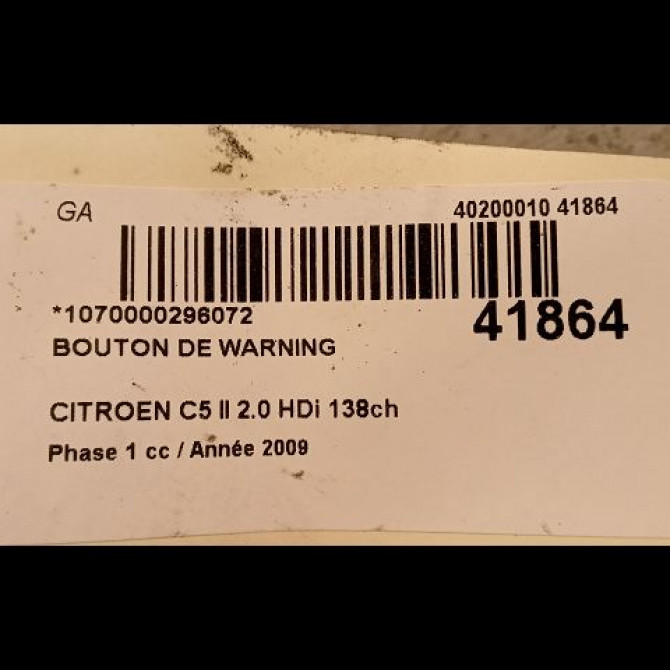 GA
40200010 41864
*1070000296072
41864
BOUTON DE WARNING
CITROEN C5 II 2.0 HDi 138ch
Phase 1 cc / Année 2009